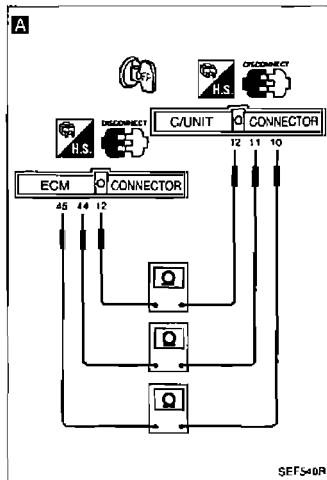 A
OFF
DISCONNECT
H.S.
C/UNIT CONNECTOR
12 11 10
DISCONNECT
H.S.
ECM CONNECTOR
45 44 12
Ω
Ω
Ω
SEF540R